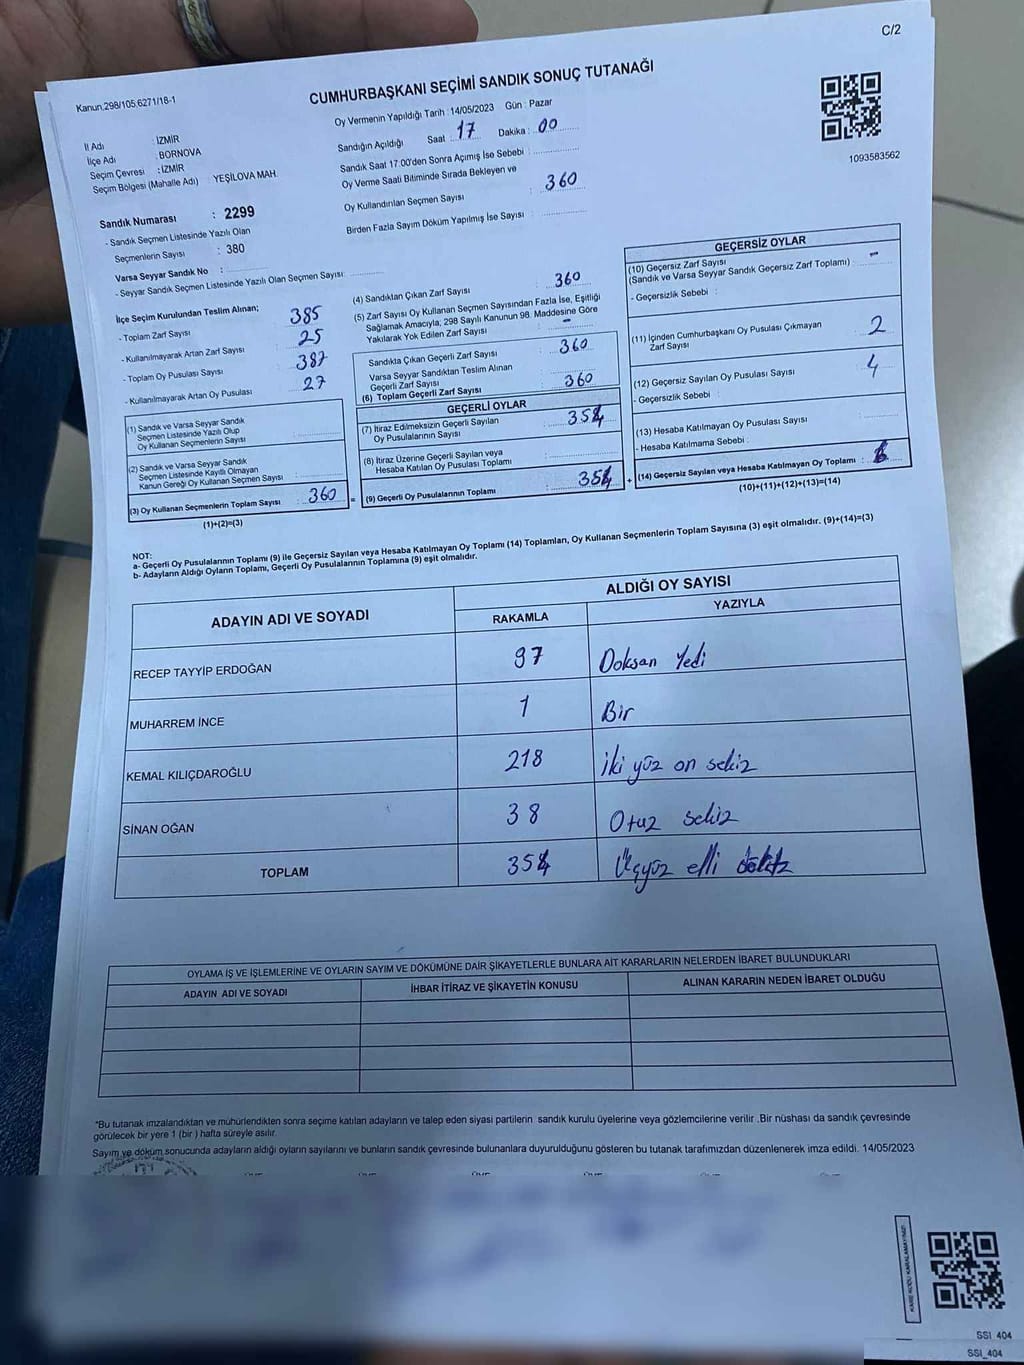 C/2
Kanun.298/105,6271/18-1
CUMHURBAŞKANI SEÇİMİ SANDIK SONUÇ TUTANAĞI
Oy Vermenin Yapıldığı Tarih : 14/05/2023 Gün : Pazar
İl Adı : İZMİR
İlçe Adı : BORNOVA
Seçim Çevresi : İZMİR
Seçim Bölgesi (Mahalle Adı) YEŞİLOVA MAH.
Sandığın Açıldığı Saat : 17 Dakika : 00
Sandık Saat 17:00'den Sonra Açımış İse Sebebi :
Oy Verme Saati Bitiminde Sırada Bekleyen ve
Oy Kullandırılan Seçmen Sayısı : 360
Birden Fazla Sayım Döküm Yapılmış İse Sayısı :
1093583562
Sandık Numarası : 2299
- Sandık Seçmen Listesinde Yazılı Olan
Seçmenlerin Sayısı : 380
Varsa Seyyar Sandık No :
- Seyyar Sandık Seçmen Listesinde Yazılı Olan Seçmen Sayısı:
İlçe Seçim Kurulundan Teslim Alınan;
- Toplam Zarf Sayısı : 385
- Kullanılmayarak Artan Zarf Sayısı : 25
- Toplam Oy Pusulası Sayısı : 387
- Kullanılmayarak Artan Oy Pusulası : 27
(1) Sandık ve Varsa Seyyar Sandık
Seçmen Listesinde Yazılı Olup
Oy Kullanan Seçmenlerin Sayısı :
(2) Sandık ve Varsa Seyyar Sandık
Seçmen Listesinde Kayıtlı Olmayan
Kanun Gereği Oy Kullanan Seçmen Sayısı :
(3) Oy Kullanan Seçmenlerin Toplam Sayısı : 360
(1)+(2)=(3)
=
(4) Sandıktan Çıkan Zarf Sayısı : 360
(5) Zarf Sayısı Oy Kullanan Seçmen Sayısından Fazla İse, Eşitliği
Sağlamak Amacıyla, 298 Sayılı Kanunun 98. Maddesine Göre
Yakılarak Yok Edilen Zarf Sayısı : –
Sandıkta Çıkan Geçerli Zarf Sayısı : 360
Varsa Seyyar Sandıktan Teslim Alınan
Geçerli Zarf Sayısı :
(6) Toplam Geçerli Zarf Sayısı : 360
GEÇERLİ OYLAR
(7) İtiraz Edilmeksizin Geçerli Sayılan
Oy Pusulalarının Sayısı : 354
(8) İtiraz Üzerine Geçerli Sayılan veya
Hesaba Katılan Oy Pusulası Toplamı :
(9) Geçerli Oy Pusulalarının Toplamı : 354
+
GEÇERSİZ OYLAR
(10) Geçersiz Zarf Sayısı
(Sandık ve Varsa Seyyar Sandık Geçersiz Zarf Toplamı) : –
- Geçersizlik Sebebi :
(11) İçinden Cumhurbaşkanı Oy Pusulası Çıkmayan
Zarf Sayısı : 2
(12) Geçersiz Sayılan Oy Pusulası Sayısı : 4
- Geçersizlik Sebebi :
(13) Hesaba Katılmayan Oy Pusulası Sayısı :
- Hesaba Katılmama Sebebi :
(14) Geçersiz Sayılan veya Hesaba Katılmayan Oy Toplamı : 6
(10)+(11)+(12)+(13)=(14)
NOT:
a- Geçerli Oy Pusulalarının Toplamı (9) ile Geçersiz Sayılan veya Hesaba Katılmayan Oy Toplamı (14) Toplamları, Oy Kullanan Seçmenlerin Toplam Sayısına (3) eşit olmalıdır. (9)+(14)=(3)
b- Adayların Aldığı Oyların Toplamı, Geçerli Oy Pusulalarının Toplamına (9) eşit olmalıdır.
ADAYIN ADI VE SOYADI
ALDIĞI OY SAYISI
RAKAMLA
YAZIYLA
RECEP TAYYİP ERDOĞAN 97 Doksan Yedi
MUHARREM İNCE 1 Bir
KEMAL KILIÇDAROĞLU 218 iki yüz on sekiz
SİNAN OĞAN 38 Otuz sekiz
TOPLAM 354 Üçyüz elli
OYLAMA İŞ VE İŞLEMLERİNE VE OYLARIN SAYIM VE DÖKÜMÜNE DAİR ŞİKAYETLERLE BUNLARA AİT KARARLARIN NELERDEN İBARET BULUNDUKLARI
ADAYIN ADI VE SOYADI
İHBAR İTİRAZ VE ŞİKAYETİN KONUSU
ALINAN KARARIN NEDEN İBARET OLDUĞU
*Bu tutanak imzalandıktan ve mühürlendikten sonra seçime katılan adayların ve talep eden siyasi partilerin sandık kurulu üyelerine veya gözlemcilerine verilir .Bir nüshası da sandık çevresinde
görülecek bir yere 1 (bir ) hafta süreyle asılır.
Sayım ve döküm sonucunda adayların aldığı oyların sayılarını ve bunların sandık çevresinde bulunanlara duyurulduğunu gösteren bu tutanak tarafımızdan düzenlenerek imza edildi. 14/05/2023
KARE KODU KARALAMAYINIZ!
SSI_404
SSI_404